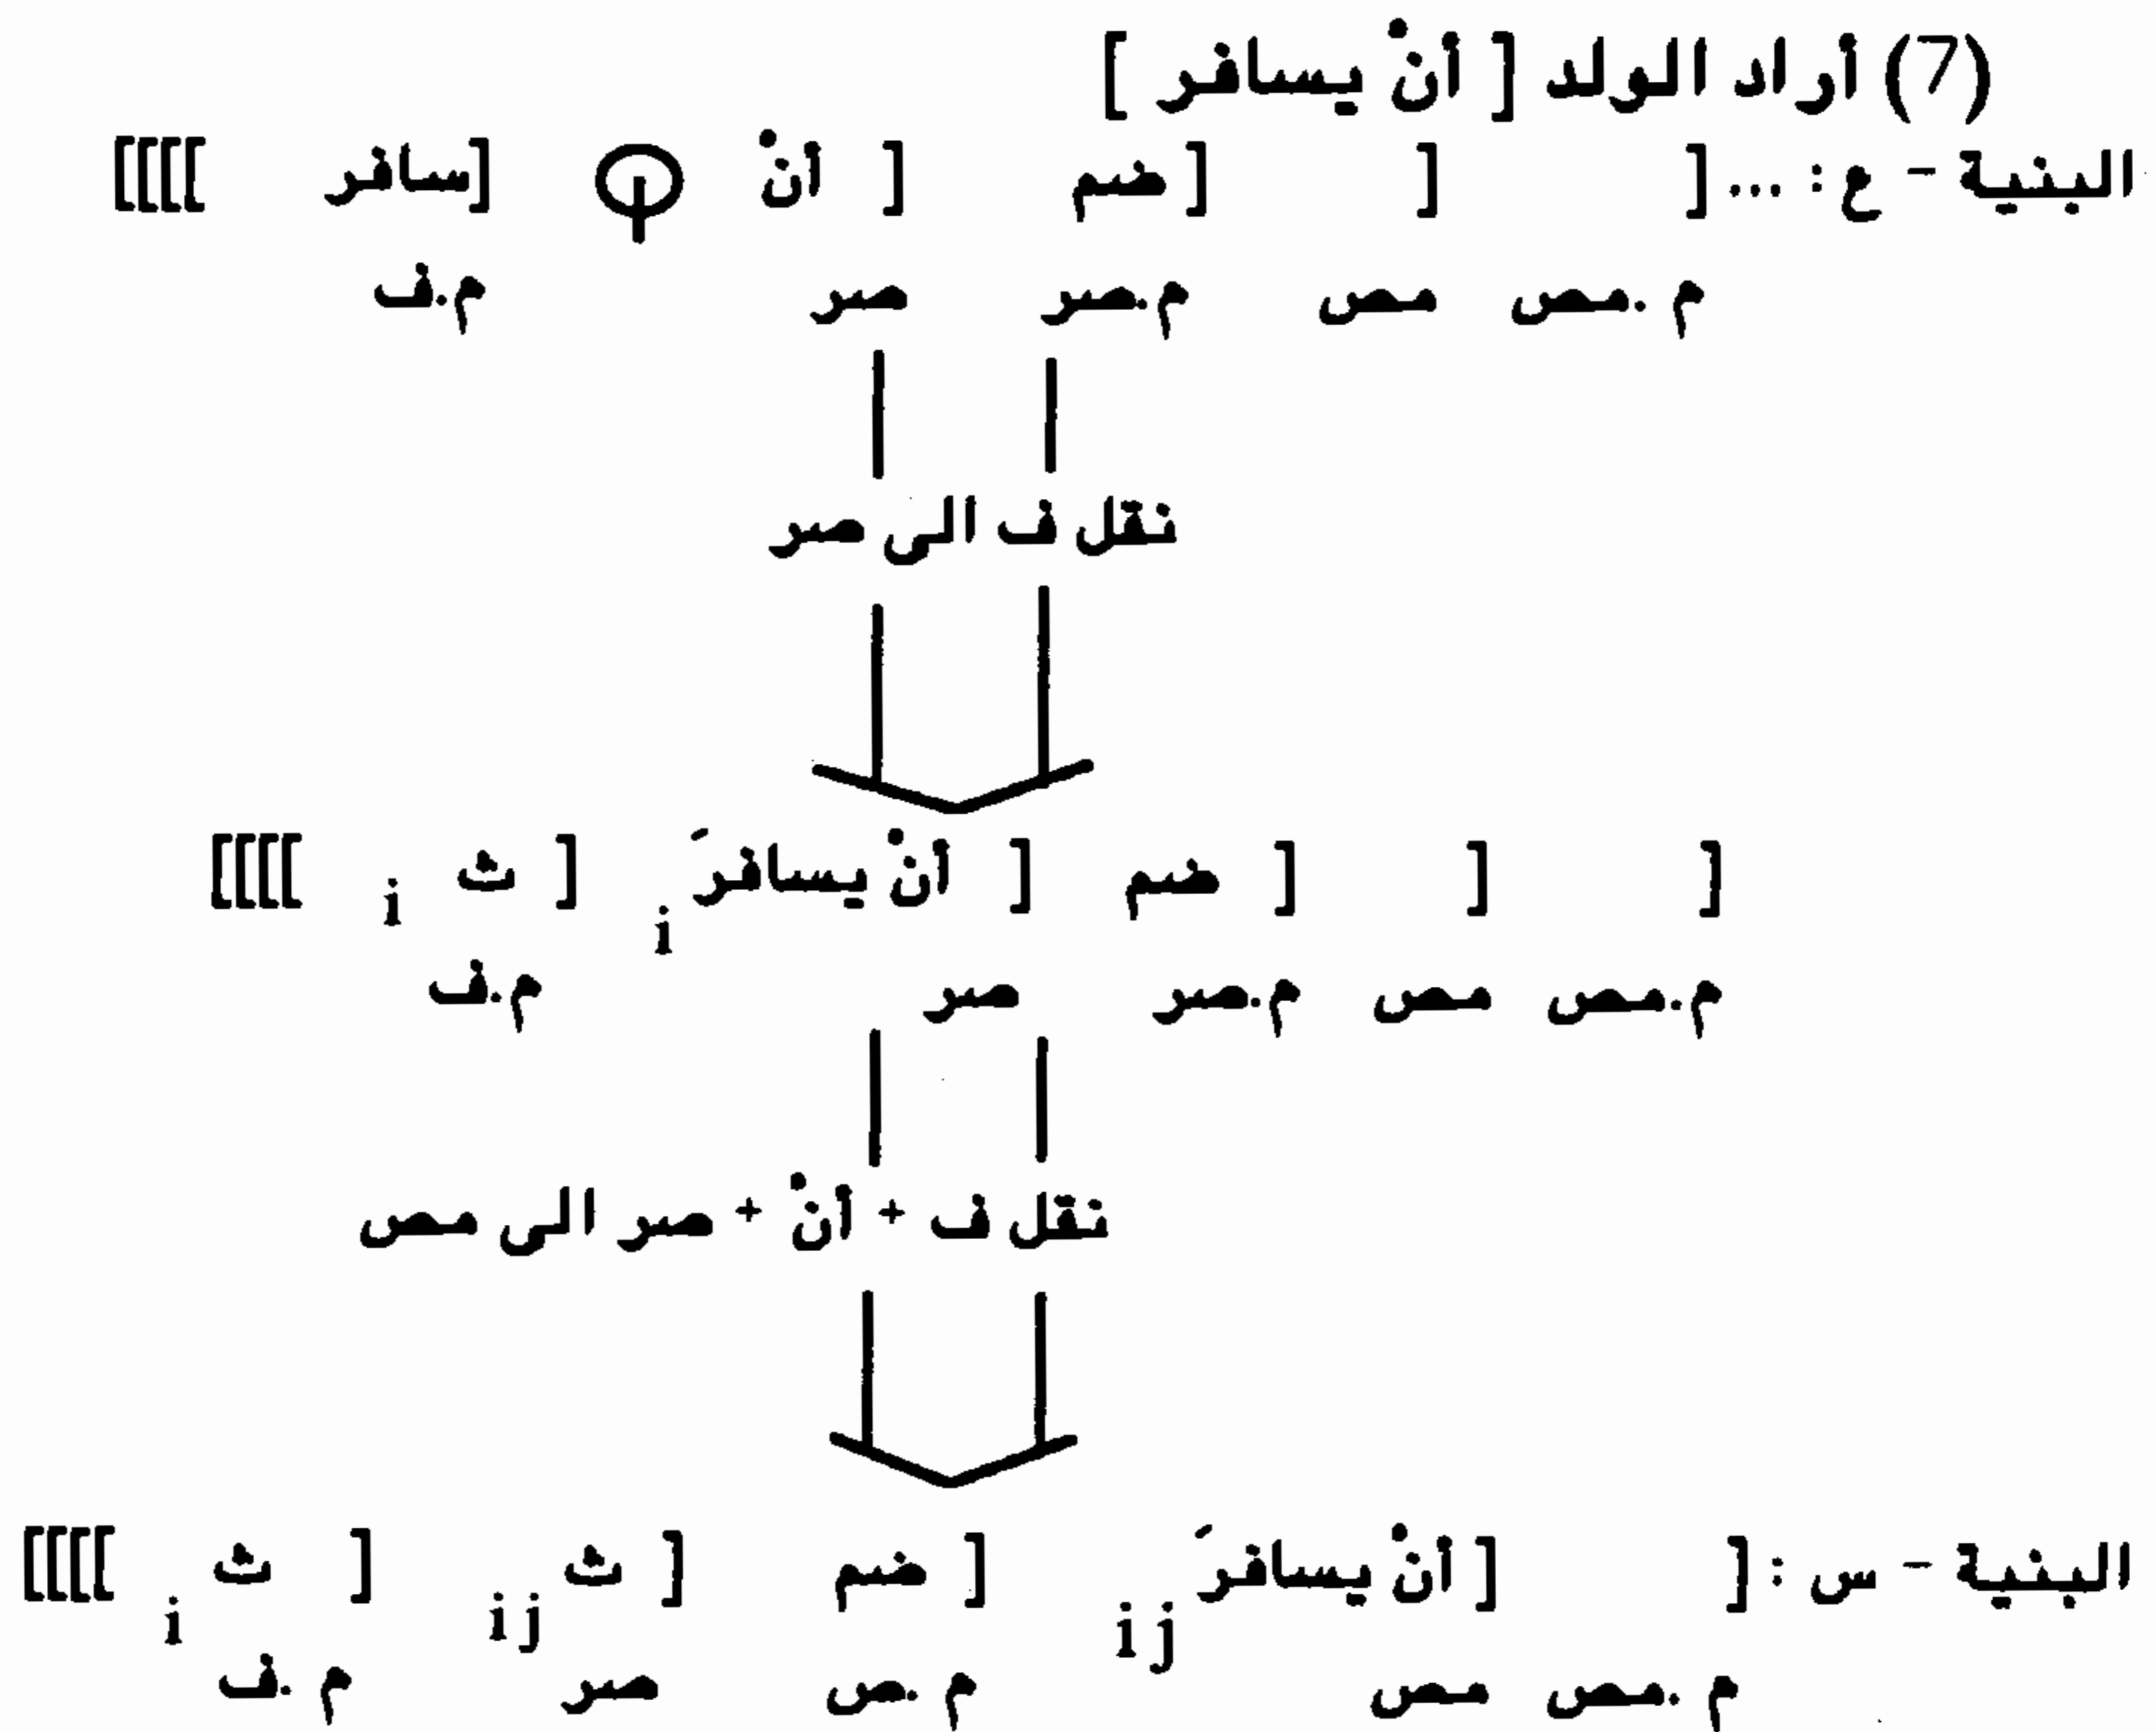 (7) أراد الولد [ أنْ يسافر ]
البنية - ع : ... [ [ [ ضم [ أنْ Φ [سافر ]]]]
م.مص مص م.صر صر م.ف
نقل ف الى صر
[ [ [ ضم [ أنْ يسافرَ i [ ث i ]]]]
م.مص مص م.صر صر م.ف
نقل ف + أنْ + صر الى مص
البنية - س : [ [ أنْ يسافرَ ij [ ضم [ ث ij [ ث i ]]]]
م.مص مص م.ص صر م.ف